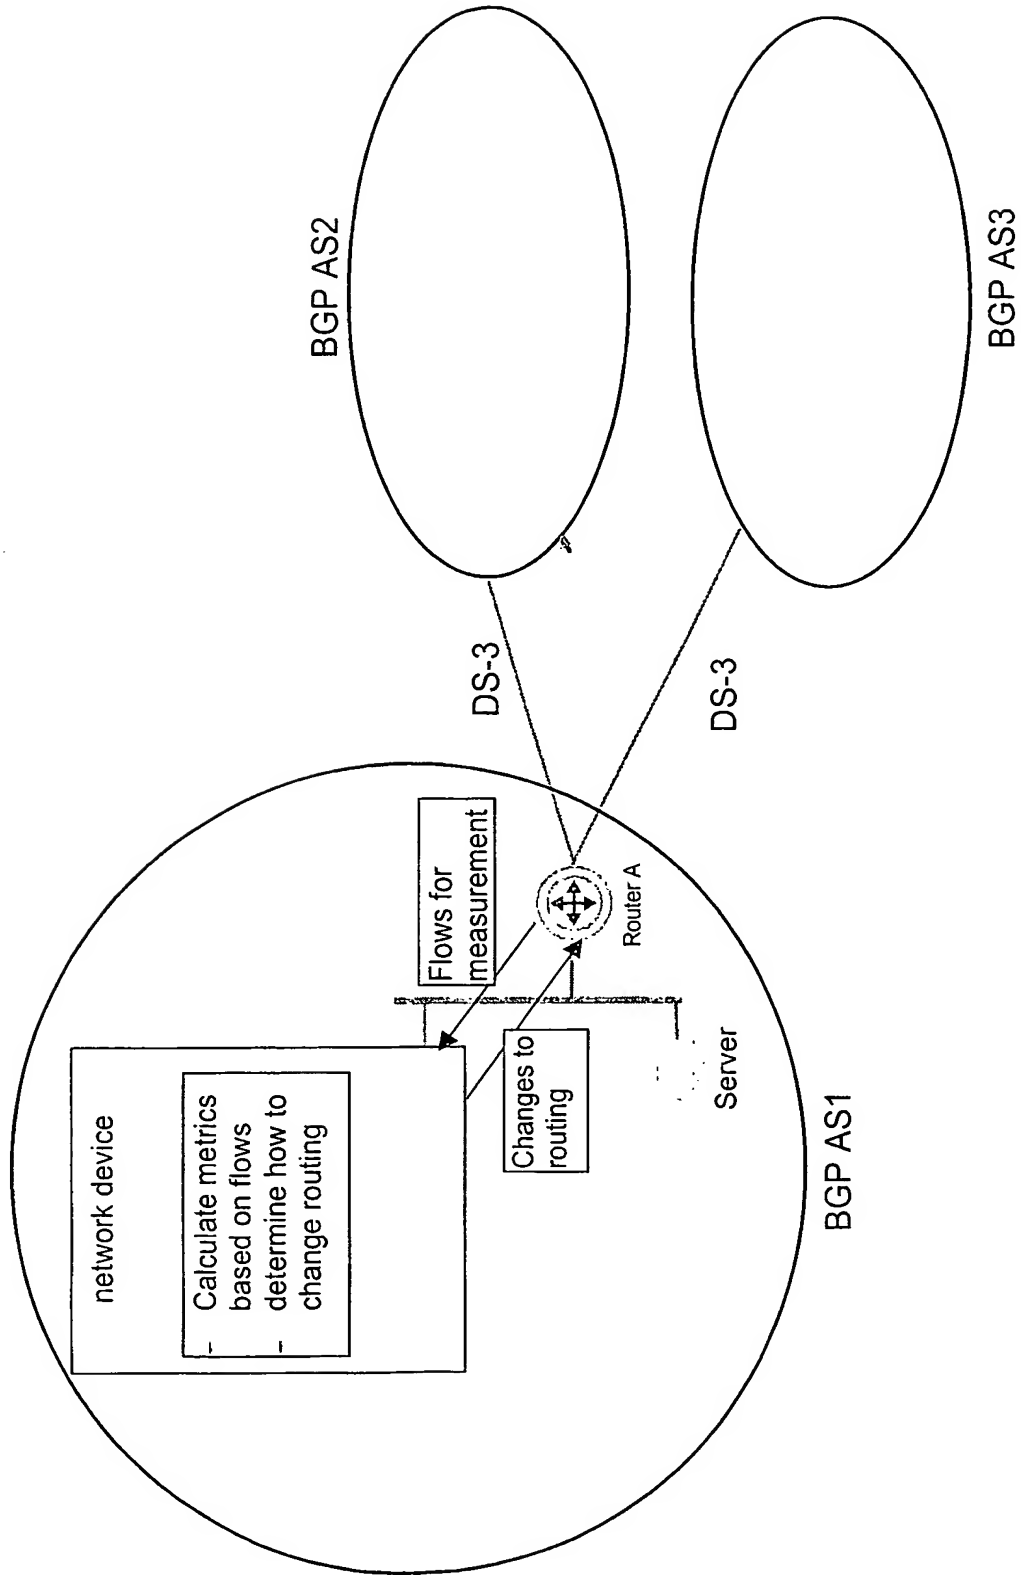 network device
- Calculate metrics
based on flows
- determine how to
change routing
Flows for
measurement
Changes to
routing
Router A
Server
BGP AS1
DS-3
DS-3
BGP AS2
BGP AS3